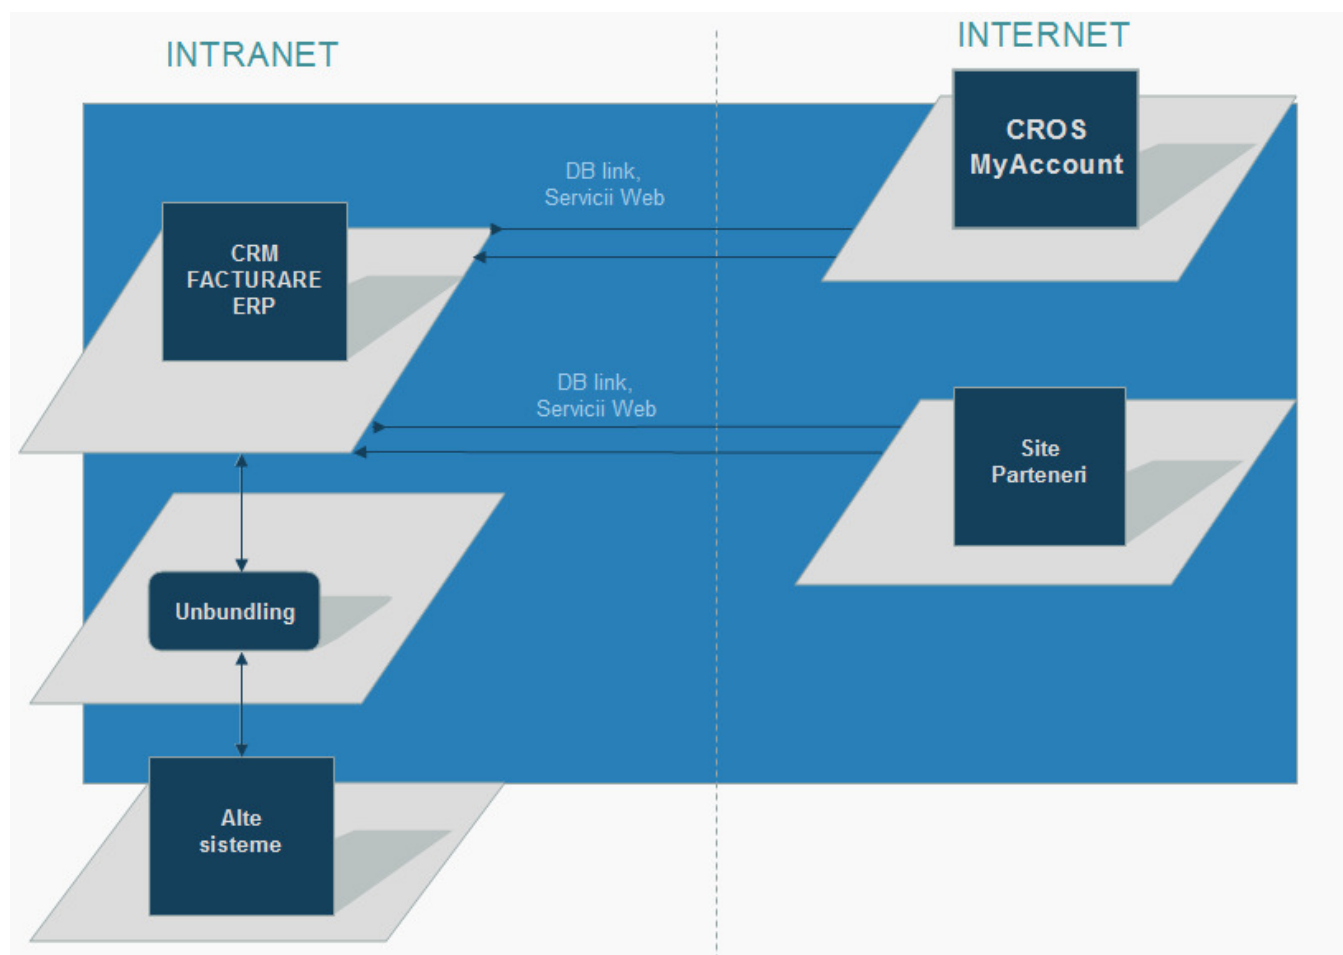 INTRANET
INTERNET
CROS
MyAccount
DB link,
Servicii Web
CRM
FACTURARE
ERP
DB link,
Servicii Web
Site
Parteneri
Unbundling
Alte
sisteme